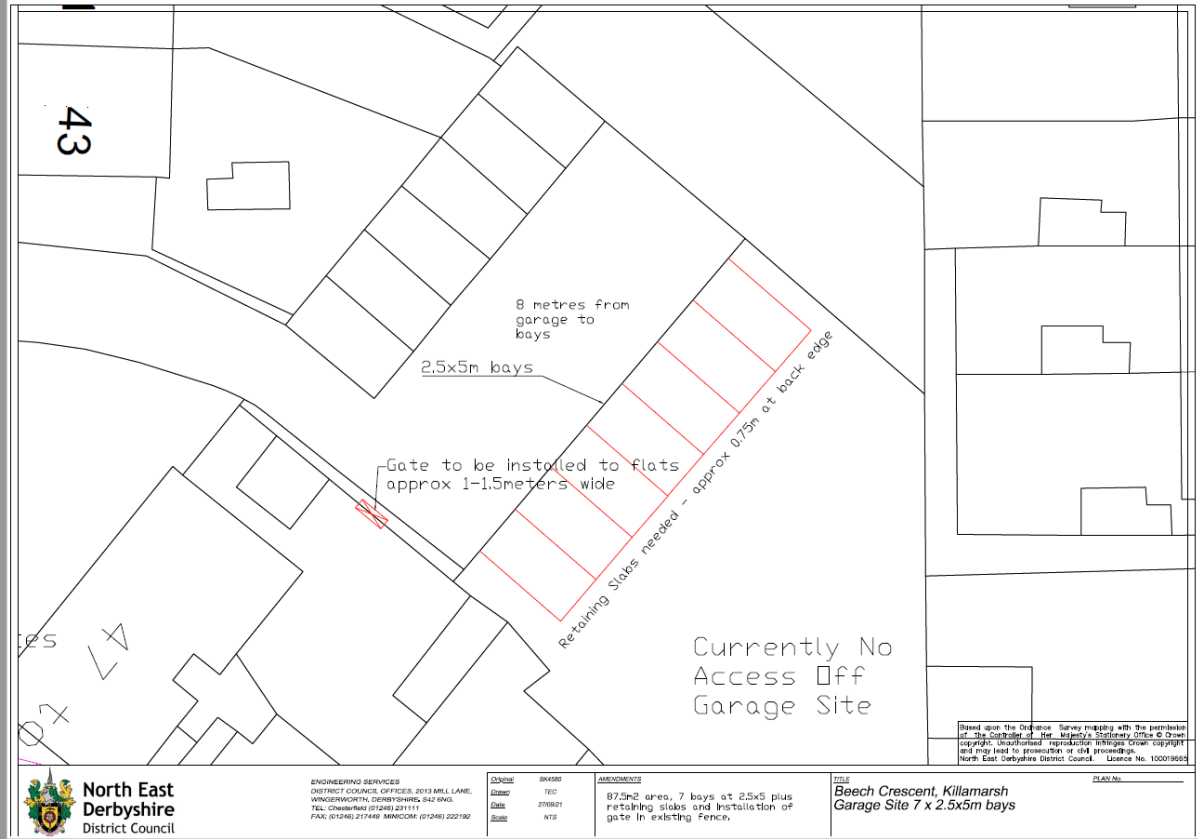 43
8 metres from
garage to
bays
2.5x5m bays
Gate to be installed to flats
approx 1-1.5meters wide
Retaining Slabs needed - approx 0.75m at back edge
47
Currently No
Access Off
Garage Site
Based upon the Ordnance Survey mapping with the permission
of the Controller of Her Majesty's Stationery Office © Crown
copyright. Unauthorised reproduction infringes Crown copyright
and may lead to prosecution or civil proceedings.
North East Derbyshire District Council. Licence No. 100019665
North East
Derbyshire
District Council
ENGINEERING SERVICES
DISTRICT COUNCIL OFFICES, 2013 MILL LANE,
WINGERWORTH, DERBYSHIRE, S42 6NG.
TEL: Chesterfield (01246) 231111
FAX: (01246) 217449 MINICOM: (01246) 222192
Original SK4580
Drawn TEC
Date 27/09/21
Scale NTS
AMENDMENTS
87.5m2 area, 7 bays at 2.5x5 plus
retaining slabs and installation of
gate in existing fence.
TITLE
Beech Crescent, Killamarsh
Garage Site 7 x 2.5x5m bays
PLAN No.